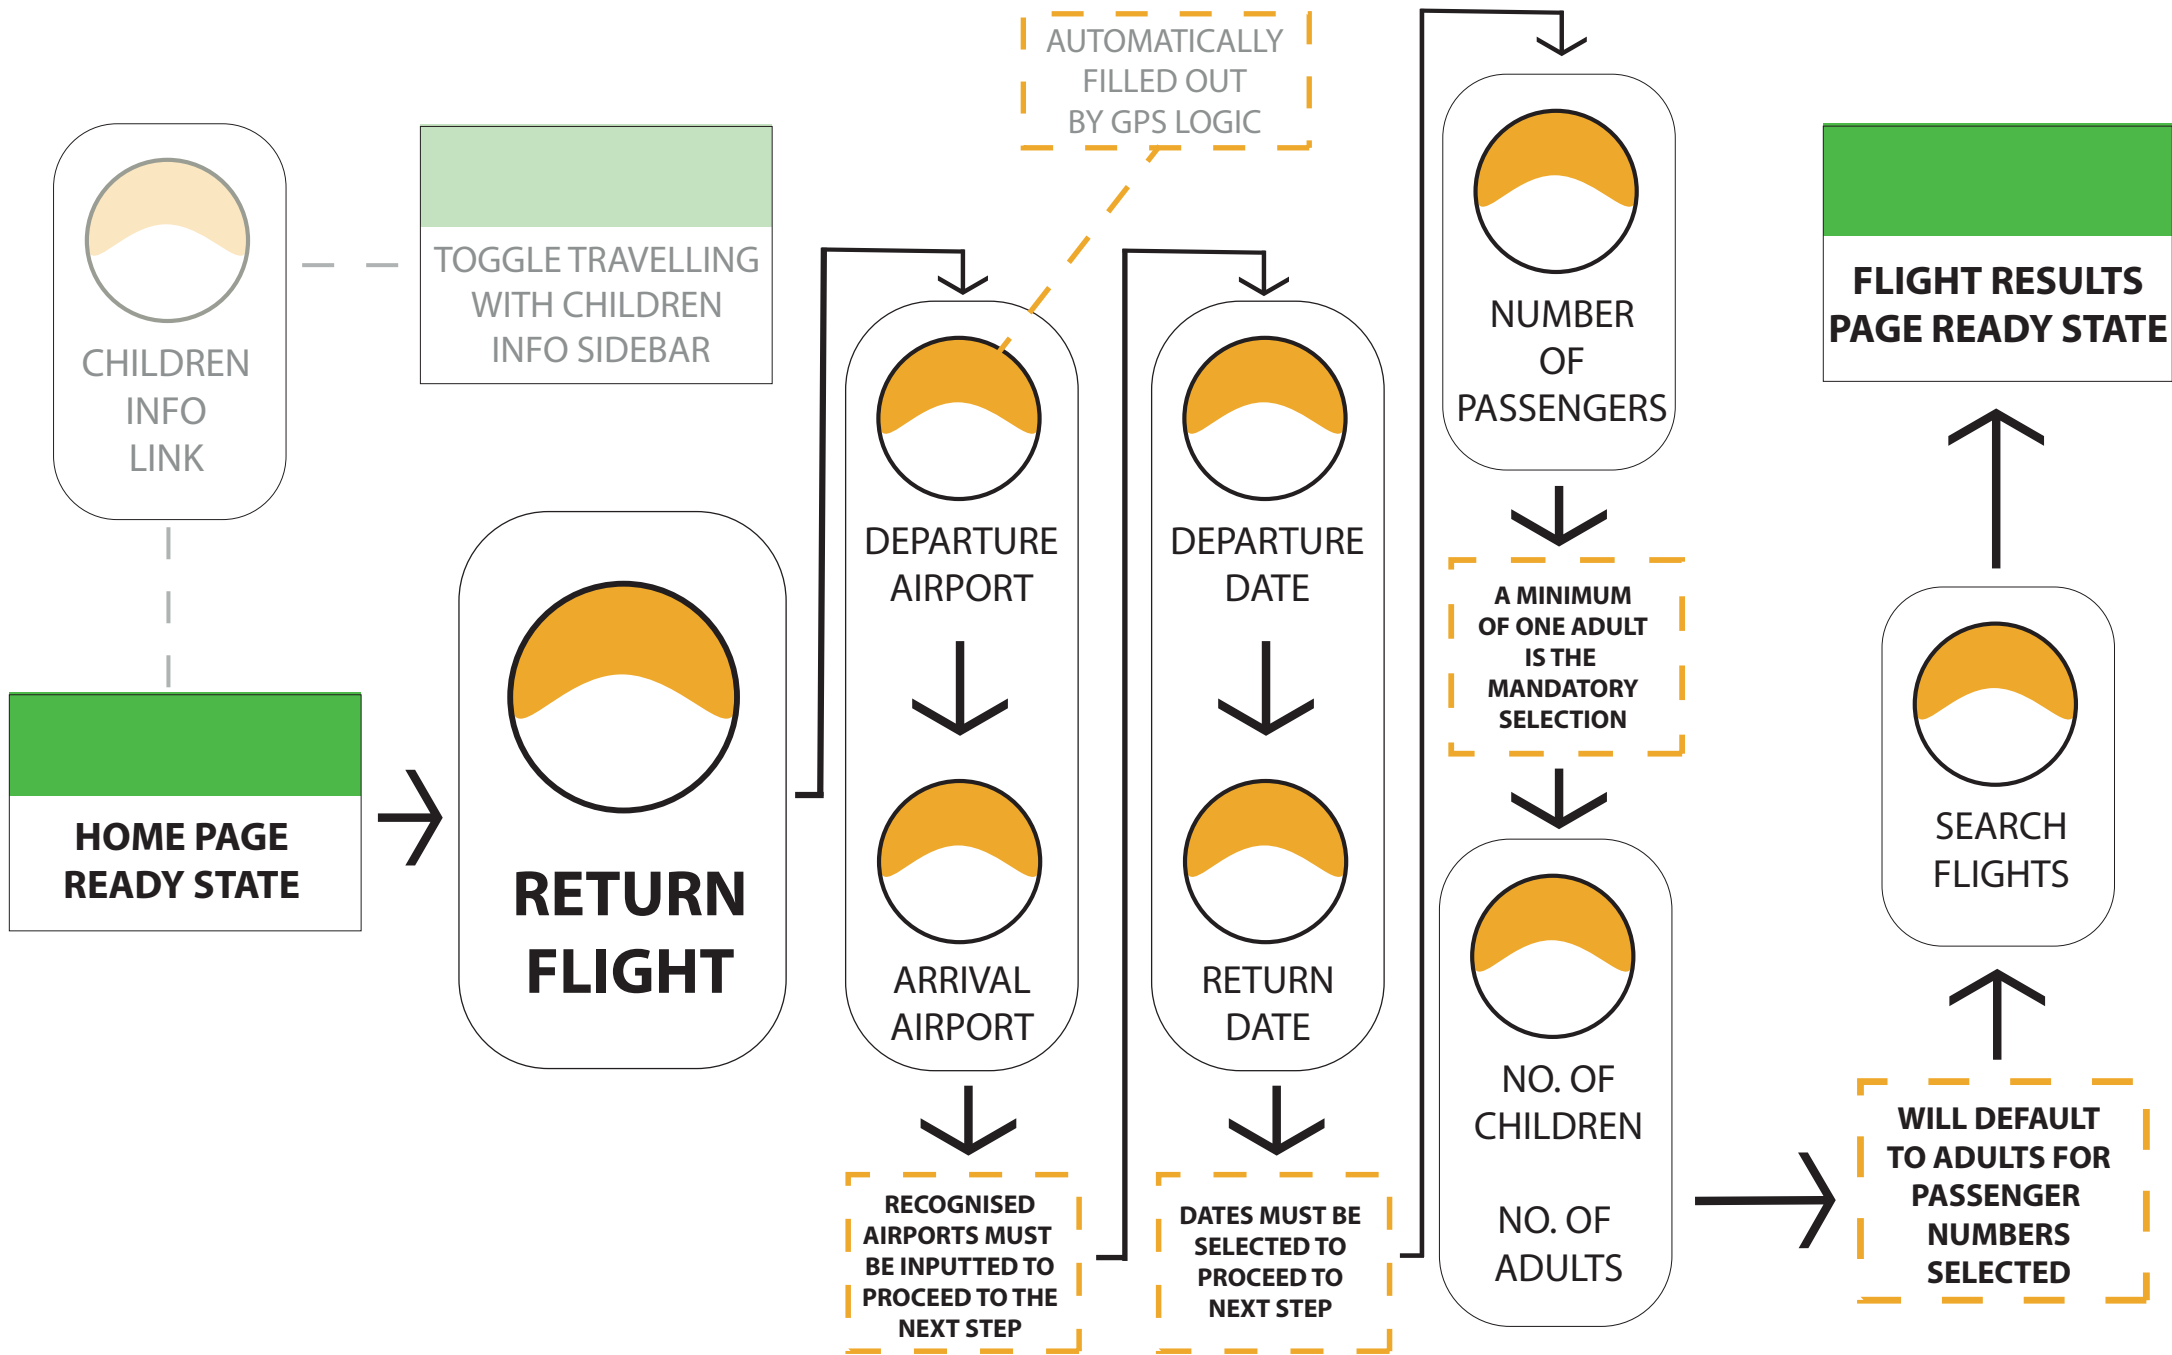 AUTOMATICALLY
FILLED OUT
BY GPS LOGIC
CHILDREN
INFO
LINK
TOGGLE TRAVELLING
WITH CHILDREN
INFO SIDEBAR
HOME PAGE
READY STATE
RETURN
FLIGHT
DEPARTURE
AIRPORT
ARRIVAL
AIRPORT
RECOGNISED
AIRPORTS MUST
BE INPUTTED TO
PROCEED TO THE
NEXT STEP
DEPARTURE
DATE
RETURN
DATE
DATES MUST BE
SELECTED TO
PROCEED TO
NEXT STEP
NUMBER
OF
PASSENGERS
A MINIMUM
OF ONE ADULT
IS THE
MANDATORY
SELECTION
NO. OF
CHILDREN
NO. OF
ADULTS
WILL DEFAULT
TO ADULTS FOR
PASSENGER
NUMBERS
SELECTED
SEARCH
FLIGHTS
FLIGHT RESULTS
PAGE READY STATE